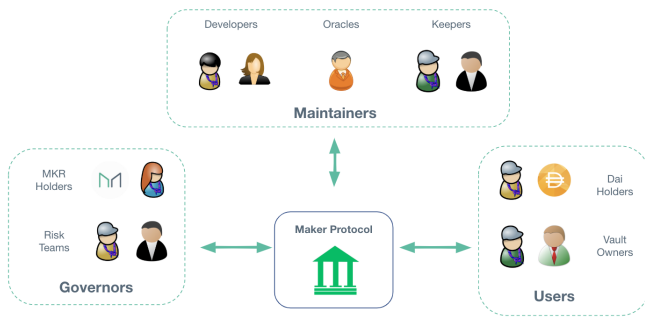 Developers
Oracles
Keepers
Maintainers
MKR
Holders
Risk
Teams
Governors
Maker Protocol
Dai
Holders
Vault
Owners
Users